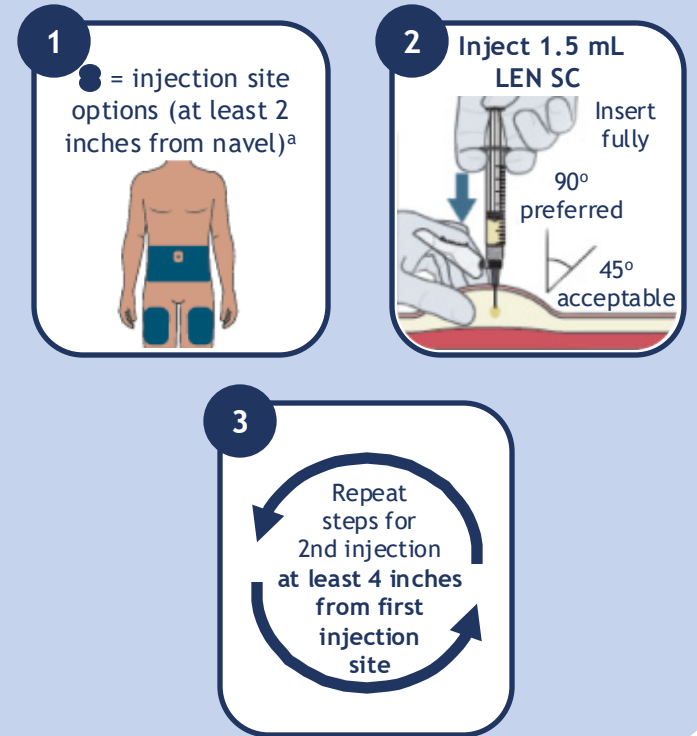 1
= injection site
options (at least 2
inches from navel)ᵃ
2
Inject 1.5 mL
LEN SC
Insert
fully
90º
preferred
45º
acceptable
3
Repeat
steps for
2nd injection
at least 4 inches
from first
injection
site